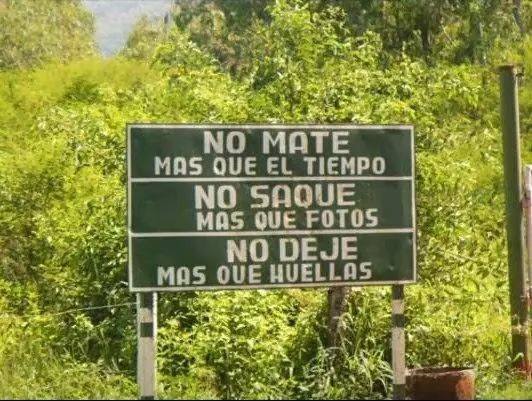 NO MATE
MAS QUE EL TIEMPO
NO SAQUE
MAS QUE FOTOS
NO DEJE
MAS QUE HUELLAS